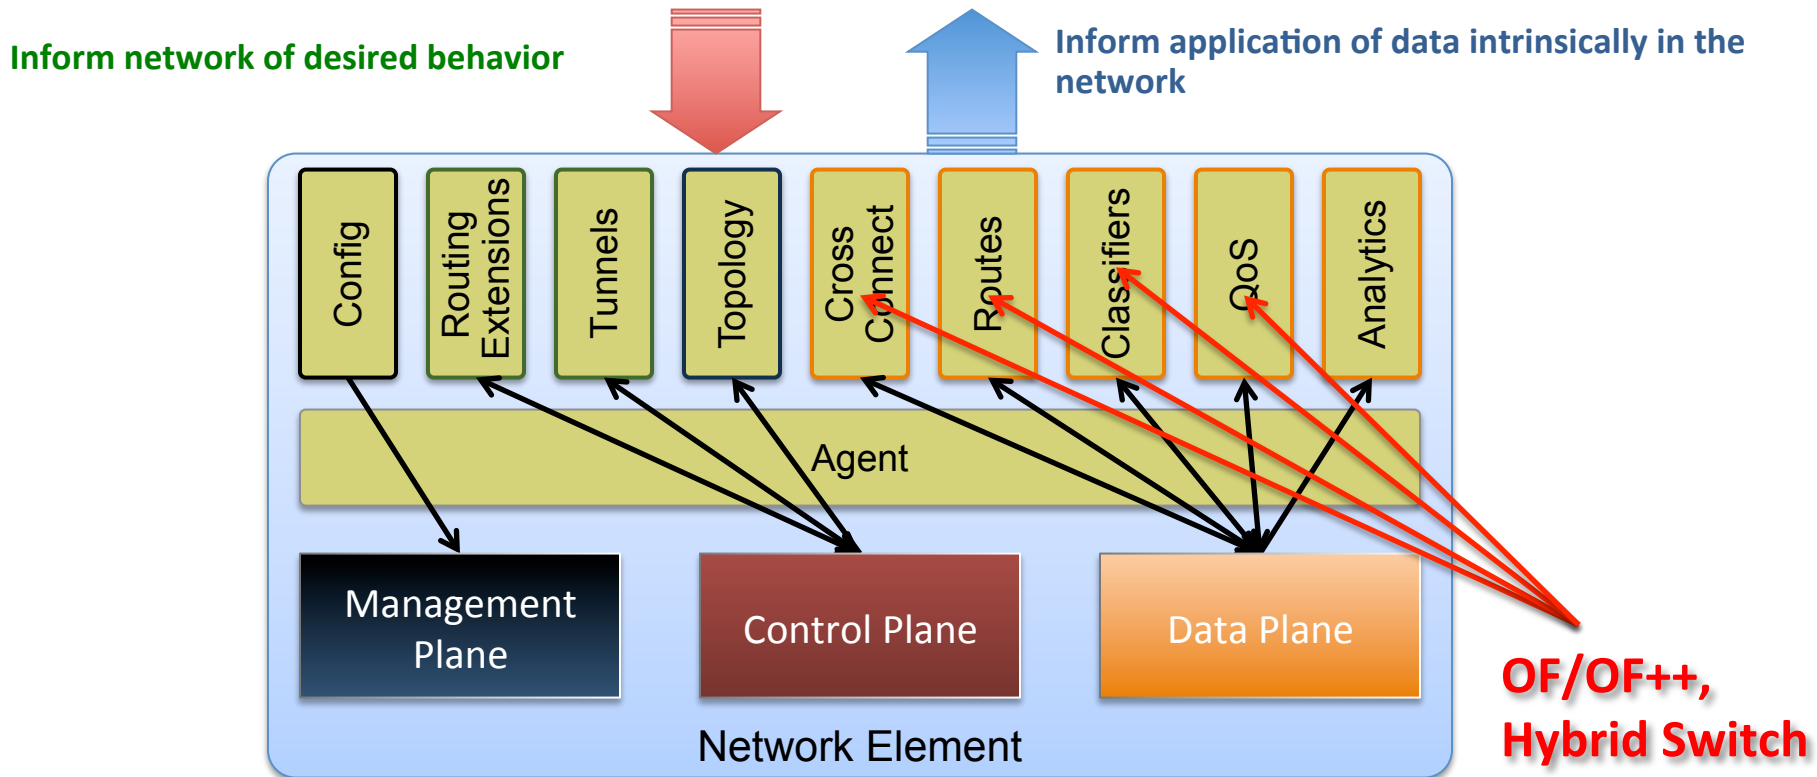 Inform network of desired behavior
Inform application of data intrinsically in the
network
Config
Routing
Extensions
Tunnels
Topology
Cross
Connect
Routes
Classifiers
QoS
Analytics
Agent
Management
Plane
Control Plane
Data Plane
Network Element
OF/OF++,
Hybrid Switch